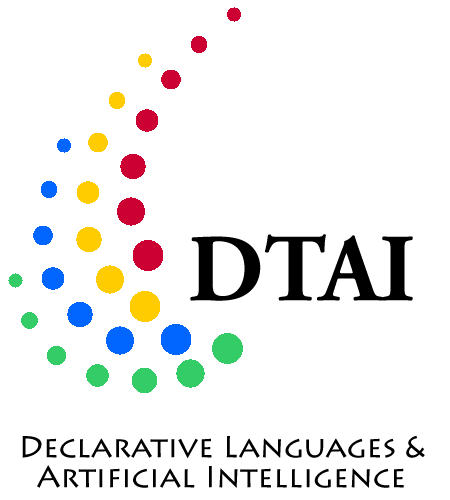 DTAI
DECLARATIVE LANGUAGES &
ARTIFICIAL INTELLIGENCE